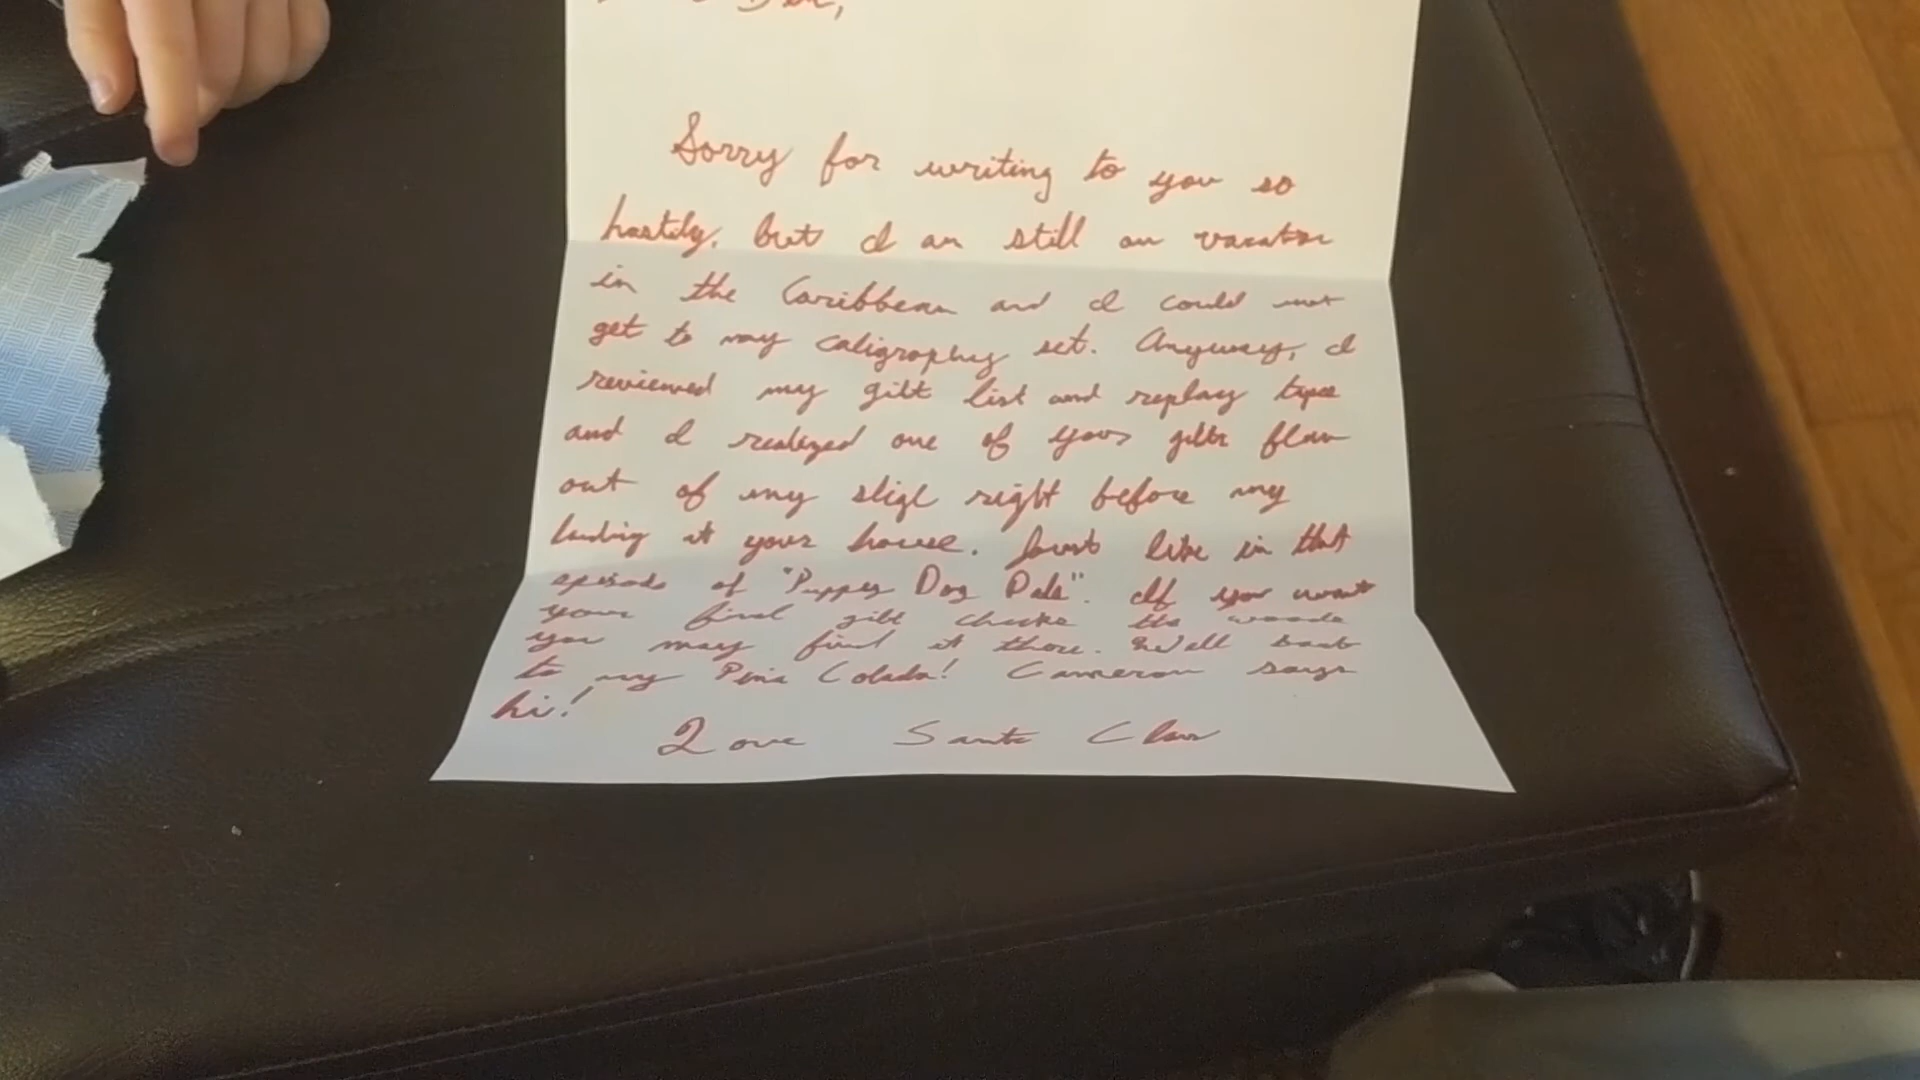 Sorry for writing to you so
hastily, but I am still on vacation
in the Caribbean and I could not
get to my caligraphy set. Anyway, I
reviewed my gift list and replay tape
and I realized one of your gifts flew
out of my sligh right before my
landing at your house. Just like in that
episode of "Puppy Dog Pals". If you want
your final gift checke the woods
you may find it there. Well back
to my Pina Colada! Cameron says
hi!
Love Santa Claus